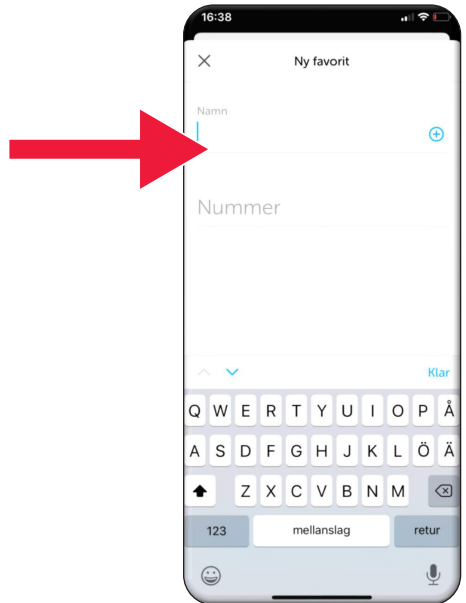 16:38
Ny favorit
Namn
Nummer
Klar
Q W E R T Y U I O P Å
A S D F G H J K L Ö Ä
Z X C V B N M
123 mellanslag retur